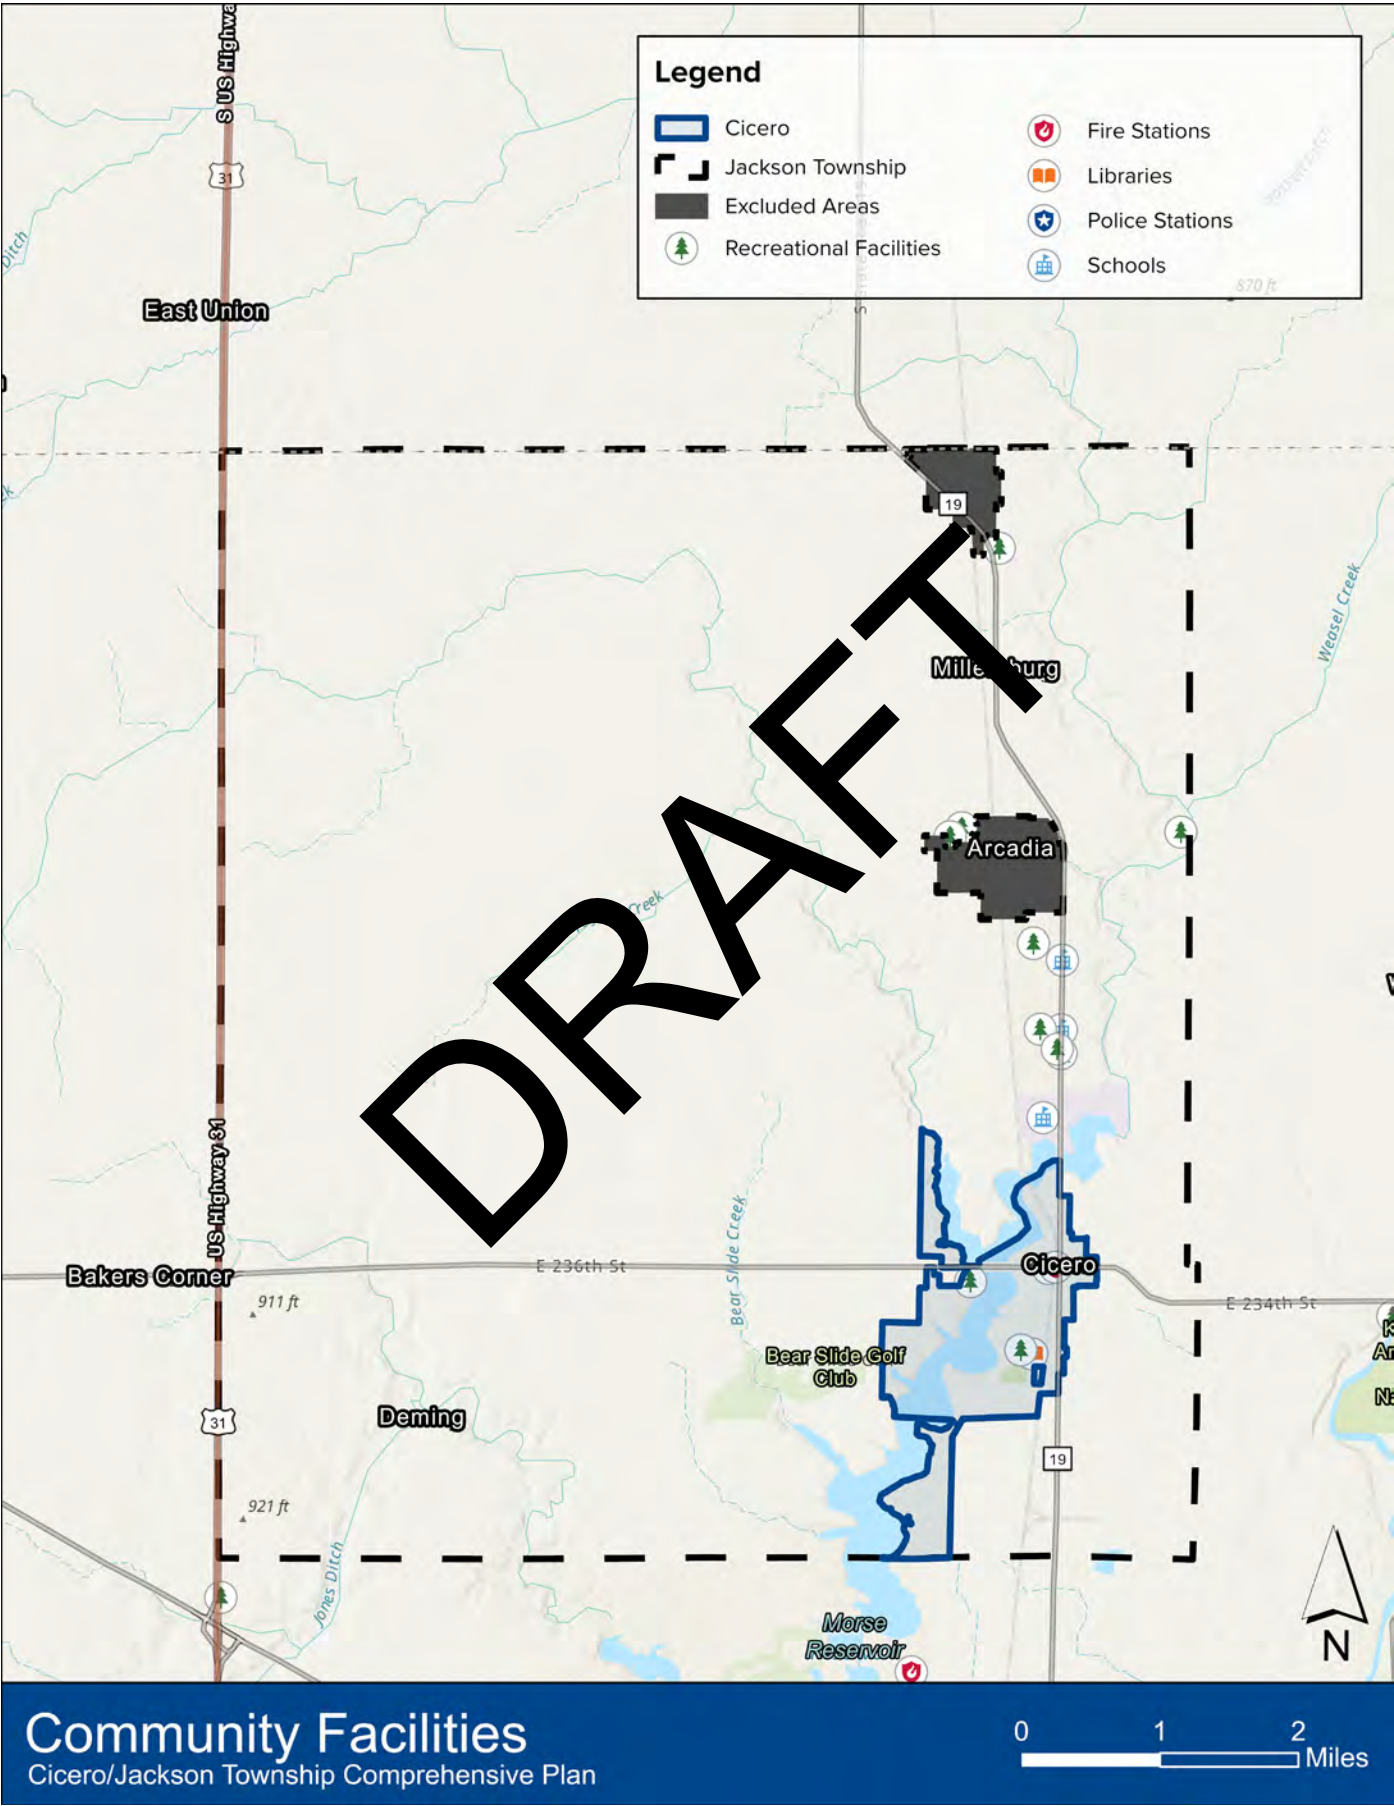 S US Highwa
Legend
Cicero
Jackson Township
Excluded Areas
Recreational Facilities
Fire Stations
Libraries
Police Stations
Schools
31
Ditch
870 ft
East Union
19
Weasel Creek
Arcadia
Creek
DRAFT
US Highway 31
Bear Slide Creek
E 236th St
Cicero
Bakers Corner
911 ft
E 234th St
Bear Slide Golf
Club
Deming
31
19
921 ft
Jones Ditch
Morse
Reservoir
N
Community Facilities
Cicero/Jackson Township Comprehensive Plan
0 1 2
Miles